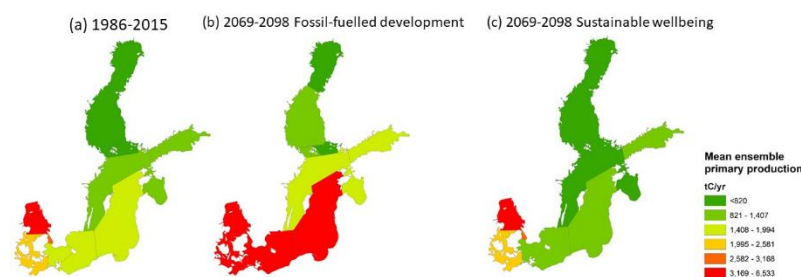 (a) 1986-2015
(b) 2069-2098 Fossil-fuelled development
(c) 2069-2098 Sustainable wellbeing
Mean ensemble
primary production
tC/yr
<820
821 - 1,407
1,408 - 1,994
1,995 - 2,581
2,582 - 3,168
3,169 - 6,533